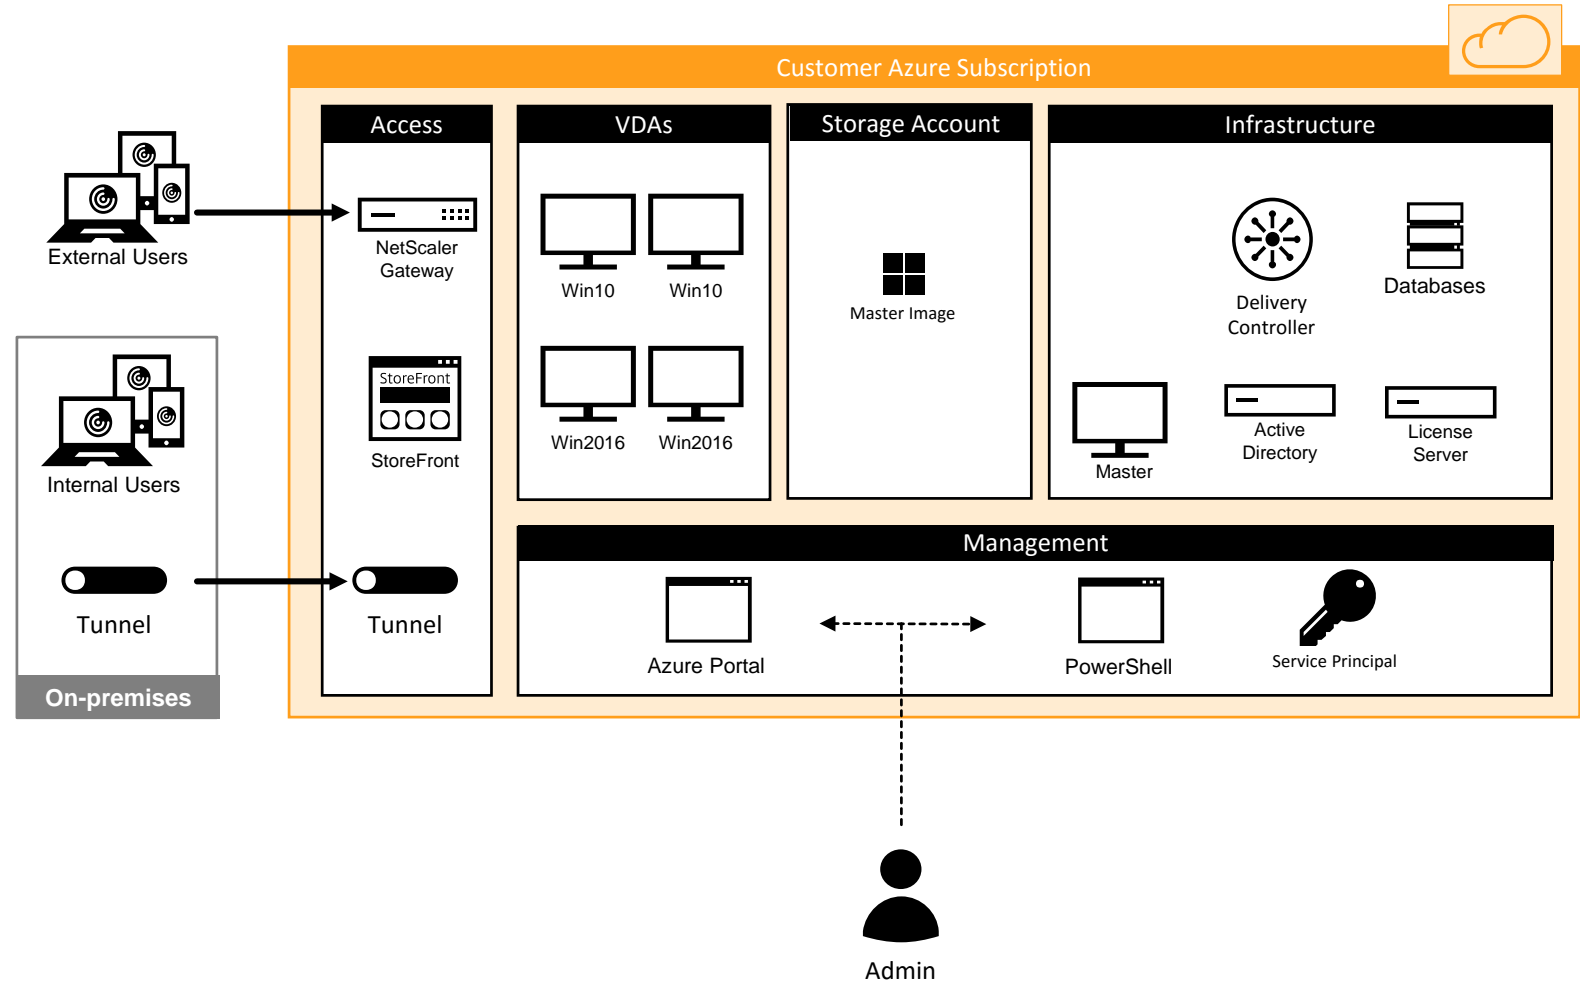 Customer Azure Subscription
Access
VDAs
Storage Account
Infrastructure
External Users
NetScaler
Gateway
Win10
Win10
Master Image
Delivery
Controller
Databases
StoreFront
StoreFront
Win2016
Win2016
Master
Active
Directory
License
Server
Internal Users
Tunnel
On-premises
Tunnel
Management
Azure Portal
PowerShell
Service Principal
Admin